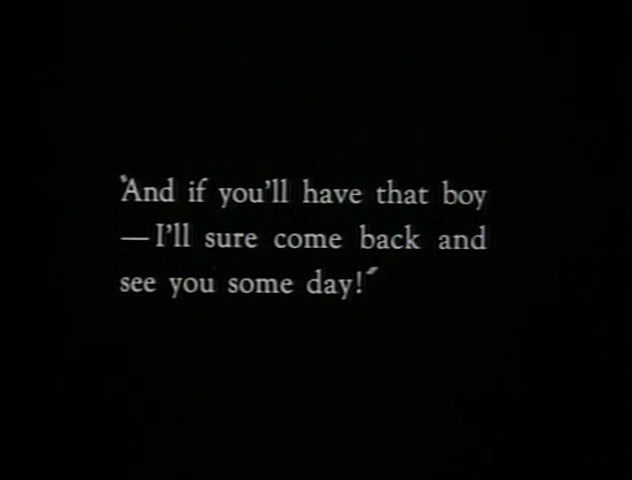 "And if you'll have that boy
—I'll sure come back and
see you some day!"